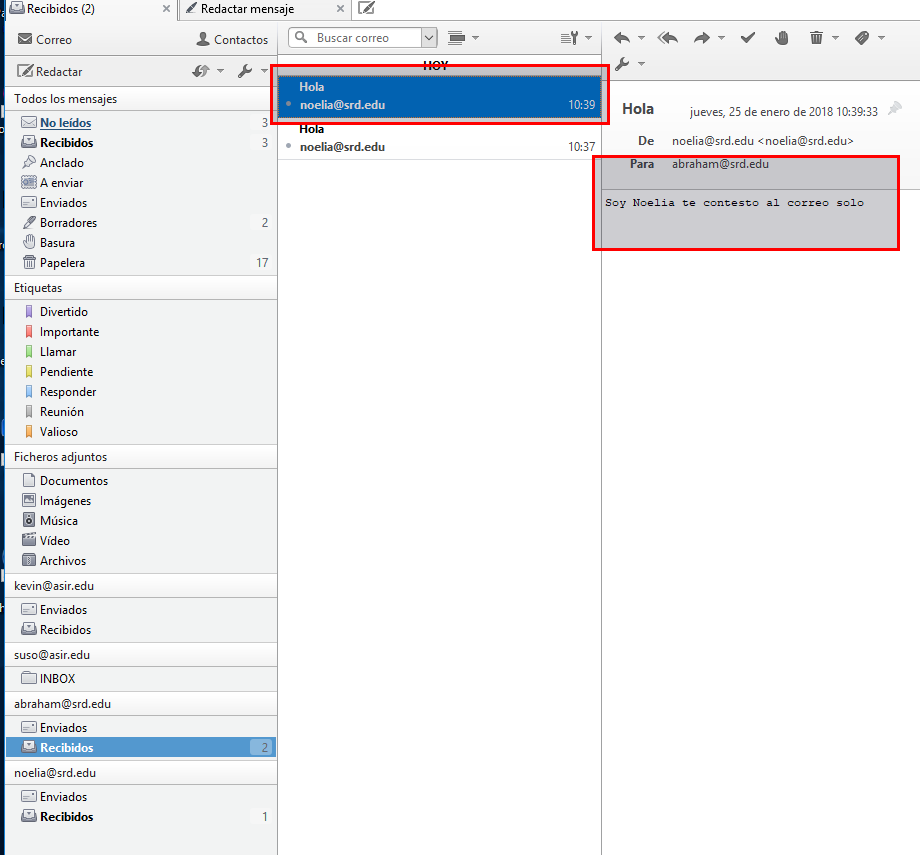 Recibidos (2)
Redactar mensaje
Correo
Contactos
Redactar
Todos los mensajes
No leídos 3
Recibidos 3
Anclado
A enviar
Enviados
Borradores 2
Basura
Papelera 17
Etiquetas
Divertido
Importante
Llamar
Pendiente
Responder
Reunión
Valioso
Ficheros adjuntos
Documentos
Imágenes
Música
Vídeo
Archivos
kevin@asir.edu
Enviados
Recibidos
suso@asir.edu
INBOX
abraham@srd.edu
Enviados
Recibidos 2
noelia@srd.edu
Enviados
Recibidos 1
Buscar correo
HOY
Hola
noelia@srd.edu 10:39
Hola
noelia@srd.edu 10:37
Hola jueves, 25 de enero de 2018 10:39:33
De noelia@srd.edu <noelia@srd.edu>
Para abraham@srd.edu
Soy Noelia te contesto al correo solo